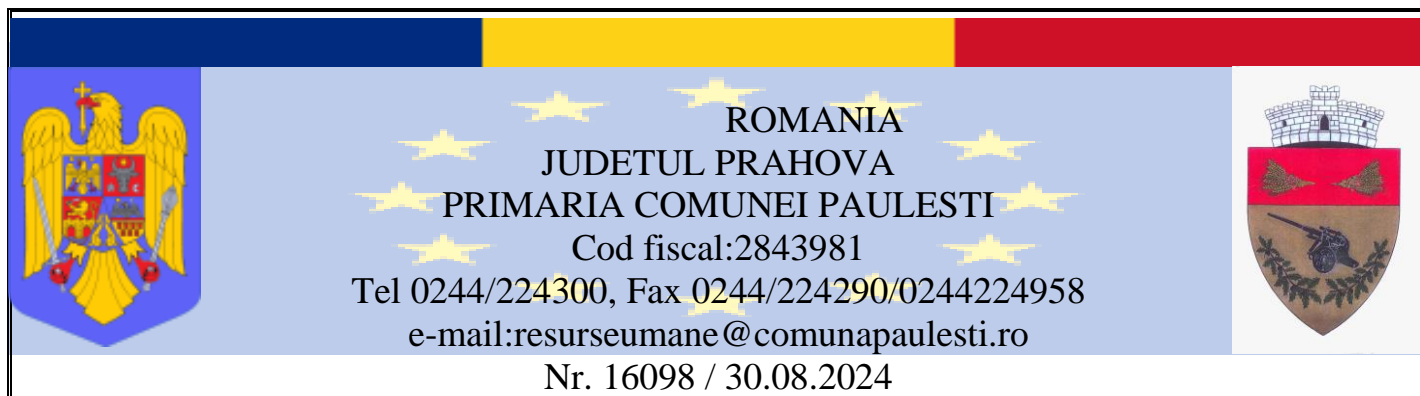 ROMANIA
JUDETUL PRAHOVA
PRIMARIA COMUNEI PAULESTI
Cod fiscal:2843981
Tel 0244/224300, Fax 0244/224290/0244224958
e-mail:resurseumane@comunapaulesti.ro
Nr. 16098 / 30.08.2024